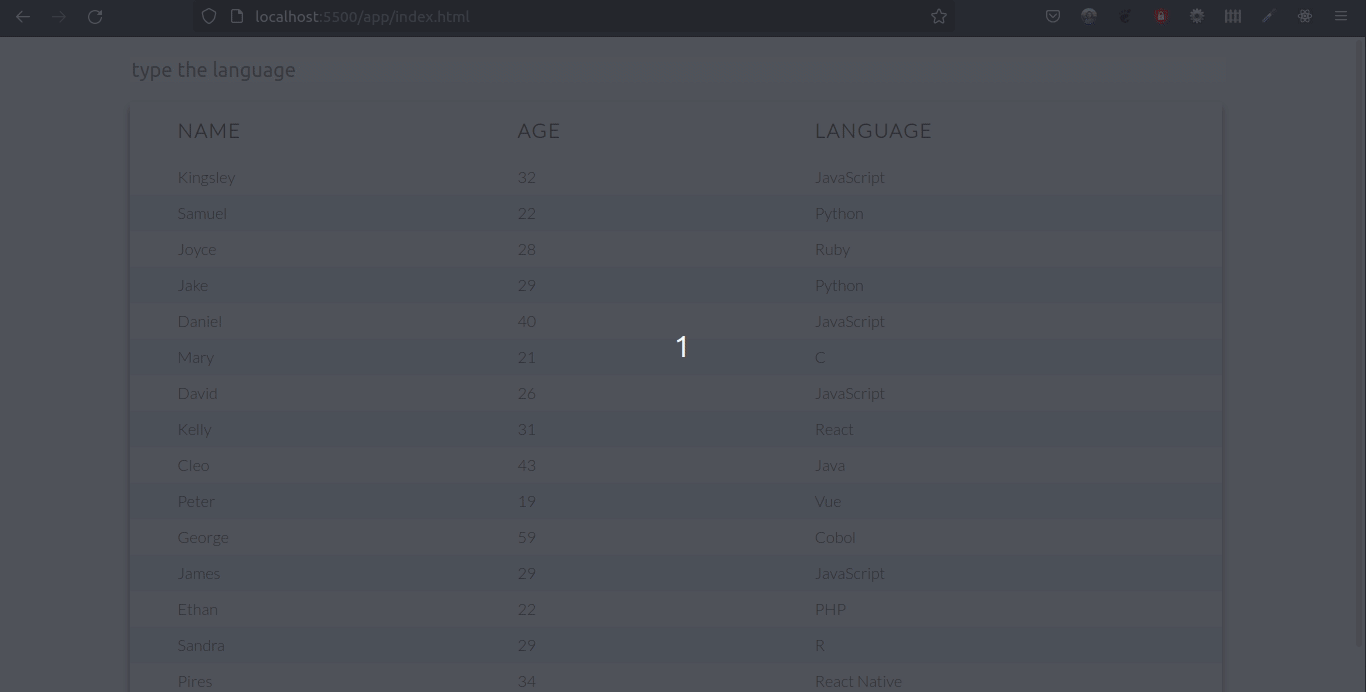 localhost:5500/app/index.html
type the language
NAME AGE LANGUAGE
Kingsley 32 JavaScript
Samuel 22 Python
Joyce 28 Ruby
Jake 29 Python
Daniel 40 JavaScript
1
Mary 21 C
David 26 JavaScript
Kelly 31 React
Cleo 43 Java
Peter 19 Vue
George 59 Cobol
James 29 JavaScript
Ethan 22 PHP
Sandra 29 R
Pires 34 React Native